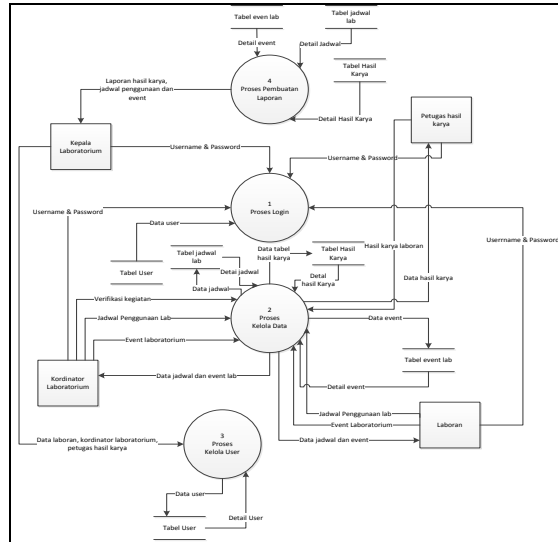 Tabel even lab
Tabel jadwal
lab
Detail event
Detail Jadwal
Tabel Hasil
Karya
4
Proses Pembuatan
Laporan
Laporan hasil karya,
jadwal penggunaan dan
event
Detail Hasil Karya
Petugas hasil
karya
Kepala
Laboratorium
Username & Password
Username & Password
1
Proses Login
Username & Password
Data user
Userrname & Password
Tabel User
Tabel jadwal
lab
Detai jadwal
Data tabel
hasil karya
Tabel Hasil
Karya
Hasil karya laboran
Data jadwal
Detal
hasil Karya
Data hasil karya
Verifikasi kegiatan
2
Proses
Kelola Data
Data event
Jadwal Penggunaan Lab
Event laboratorium
Tabel event lab
Kordinator
Laboratorium
Data jadwal dan event lab
Detail event
Jadwal Penggunaan lab
Event Laboratorium
Laboran
Data jadwal dan event
Data laboran, kordinator laboratorium,
petugas hasil karya
3
Proses
Kelola User
Data user
Detail User
Tabel User